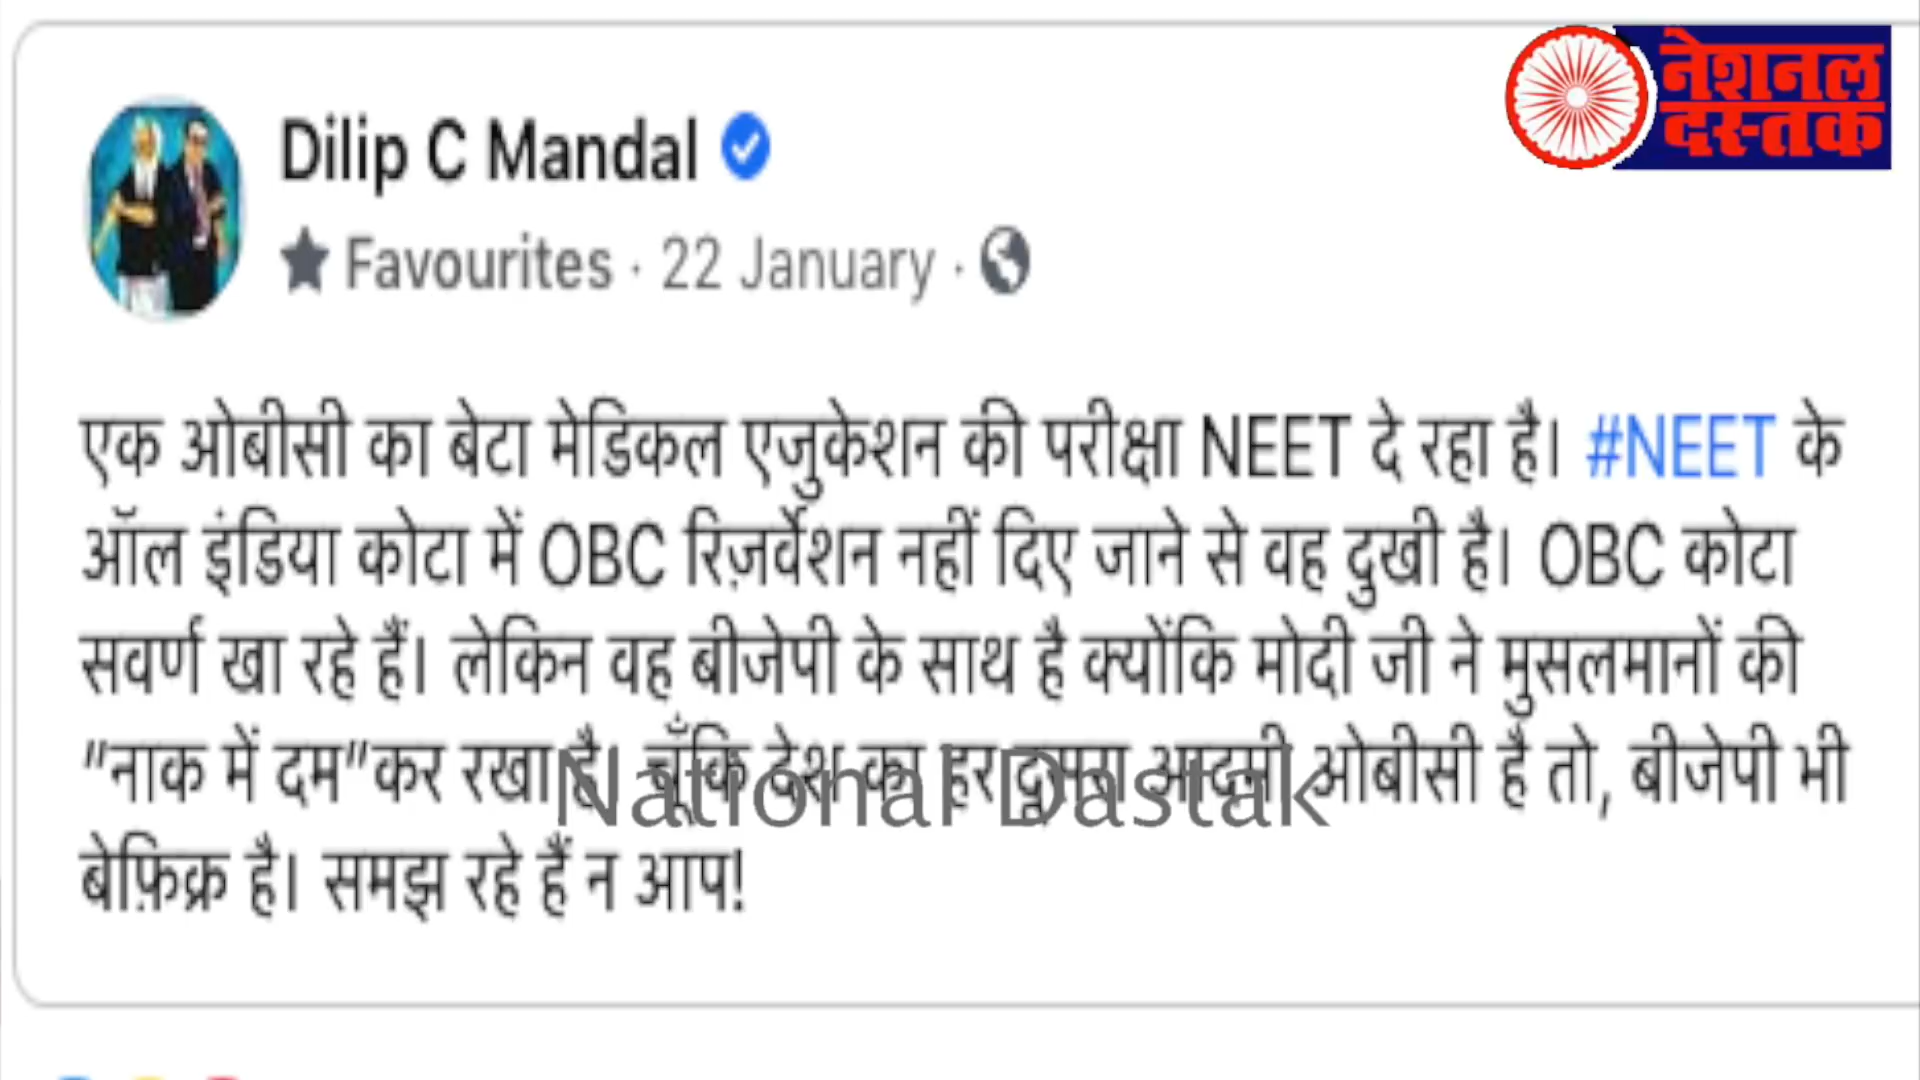 नेशनल
दस्तक
Dilip C Mandal
Favourites · 22 January ·
एक ओबीसी का बेटा मेडिकल एजुकेशन की परीक्षा NEET दे रहा है। #NEET के
ऑल इंडिया कोटा में OBC रिज़र्वेशन नहीं दिए जाने से वह दुखी है। OBC कोटा
सवर्ण खा रहे हैं। लेकिन वह बीजेपी के साथ है क्योंकि मोदी जी ने मुसलमानों की
"नाक में दम"कर रखा है। चूँकि देश का हर दूसरा आदमी ओबीसी है तो, बीजेपी भी
National Dastak
बेफ़िक्र है। समझ रहे हैं न आप!